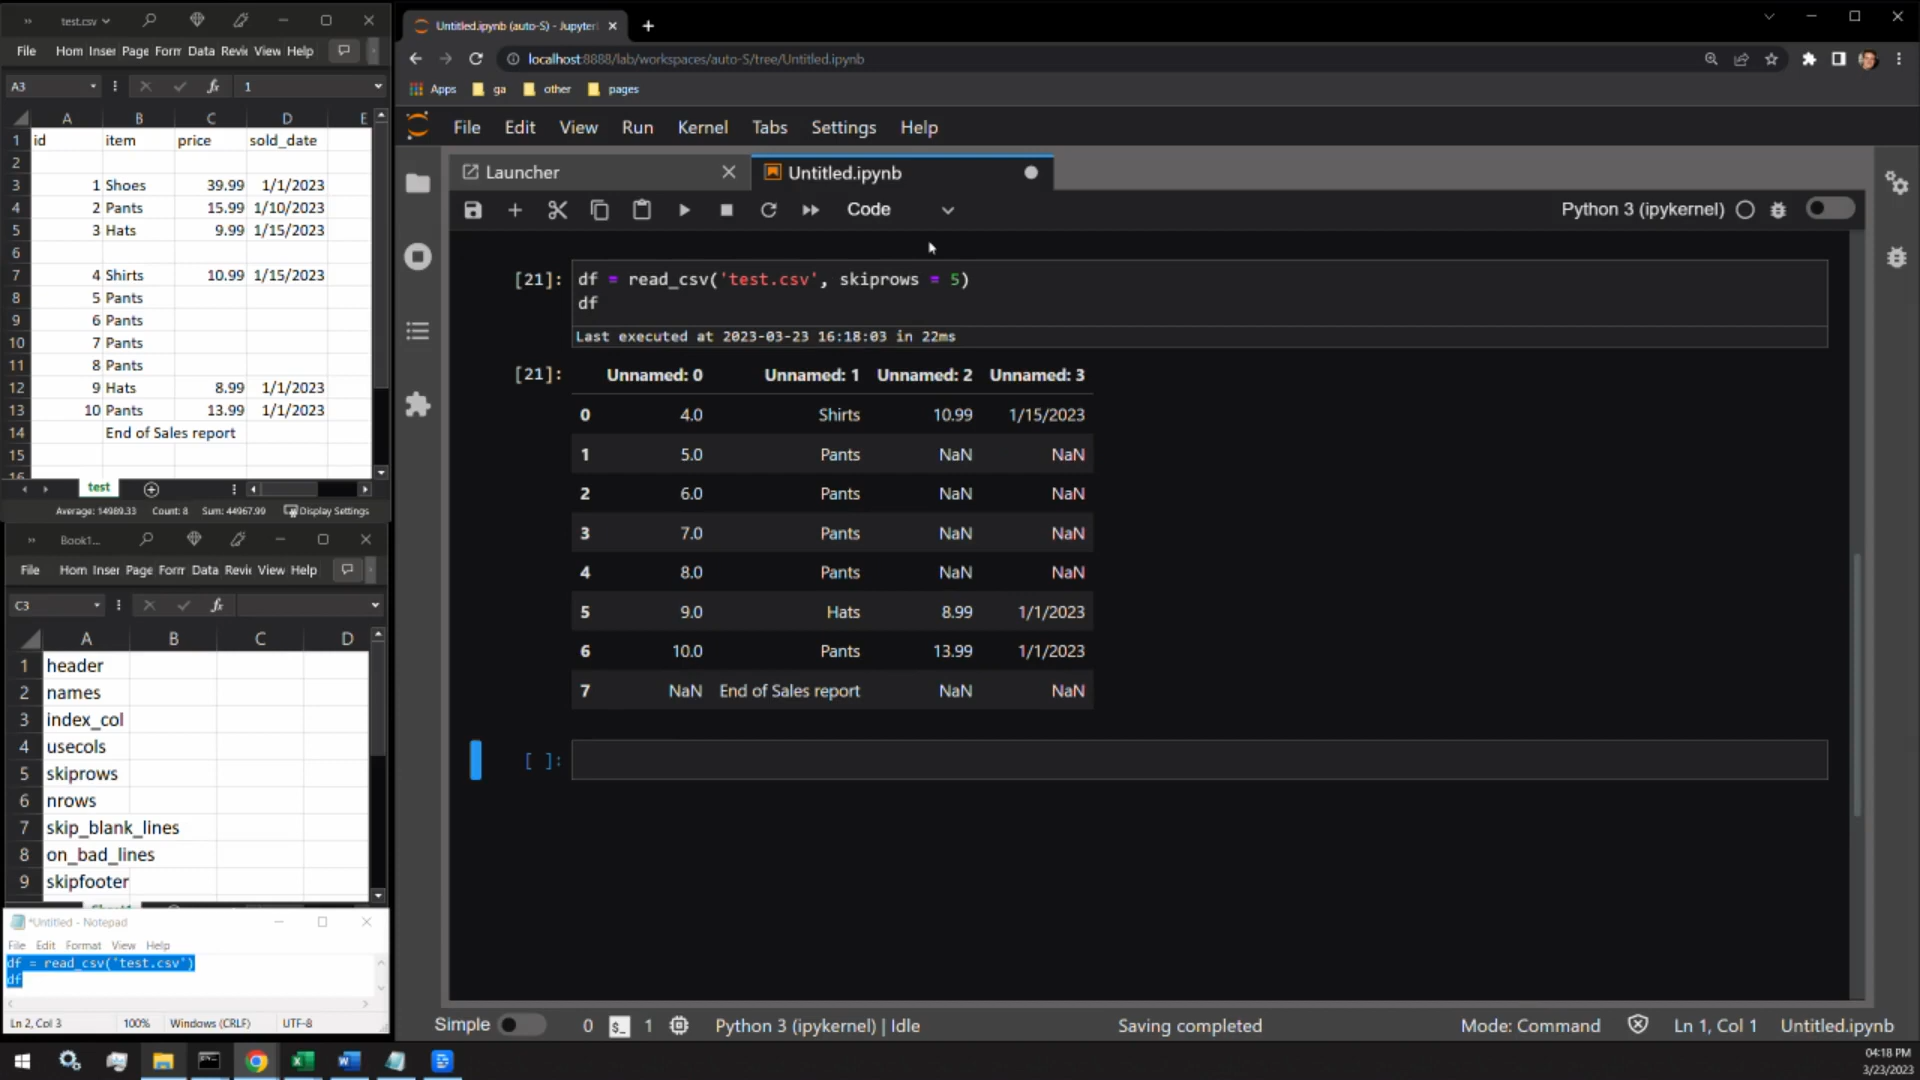 test.csv
File Hom Inser Page Forr Data Revi View Help
A3 fx 1
A B C D E
1 id item price sold_date
2
3 1 Shoes 39.99 1/1/2023
4 2 Pants 15.99 1/10/2023
5 3 Hats 9.99 1/15/2023
6
7 4 Shirts 10.99 1/15/2023
8 5 Pants
9 6 Pants
10 7 Pants
11 8 Pants
12 9 Hats 8.99 1/1/2023
13 10 Pants 13.99 1/1/2023
14 End of Sales report
15
16
test
Average: 14989.33 Count: 8 Sum: 44967.99 Display Settings
Book1...
File Hom Inser Page Forr Data Revi View Help
C3 fx
A B C D
1 header
2 names
3 index_col
4 usecols
5 skiprows
6 nrows
7 skip_blank_lines
8 on_bad_lines
9 skipfooter
Sheet1
*Untitled - Notepad
File Edit Format View Help
df = read_csv('test.csv')
df
Ln 2, Col 3 100% Windows (CRLF) UTF-8
Untitled.ipynb (auto-S) - Jupyter
localhost:8888/lab/workspaces/auto-S/tree/Untitled.ipynb
Apps ga other pages
File Edit View Run Kernel Tabs Settings Help
Launcher Untitled.ipynb
Code Python 3 (ipykernel)
[21]: df = read_csv('test.csv', skiprows = 5)
df
Last executed at 2023-03-23 16:18:03 in 22ms
[21]: Unnamed: 0 Unnamed: 1 Unnamed: 2 Unnamed: 3
0 4.0 Shirts 10.99 1/15/2023
1 5.0 Pants NaN NaN
2 6.0 Pants NaN NaN
3 7.0 Pants NaN NaN
4 8.0 Pants NaN NaN
5 9.0 Hats 8.99 1/1/2023
6 10.0 Pants 13.99 1/1/2023
7 NaN End of Sales report NaN NaN
[ ]:
Simple 0 $_ 1 Python 3 (ipykernel) | Idle Saving completed Mode: Command Ln 1, Col 1 Untitled.ipynb
04:18 PM
3/23/2023